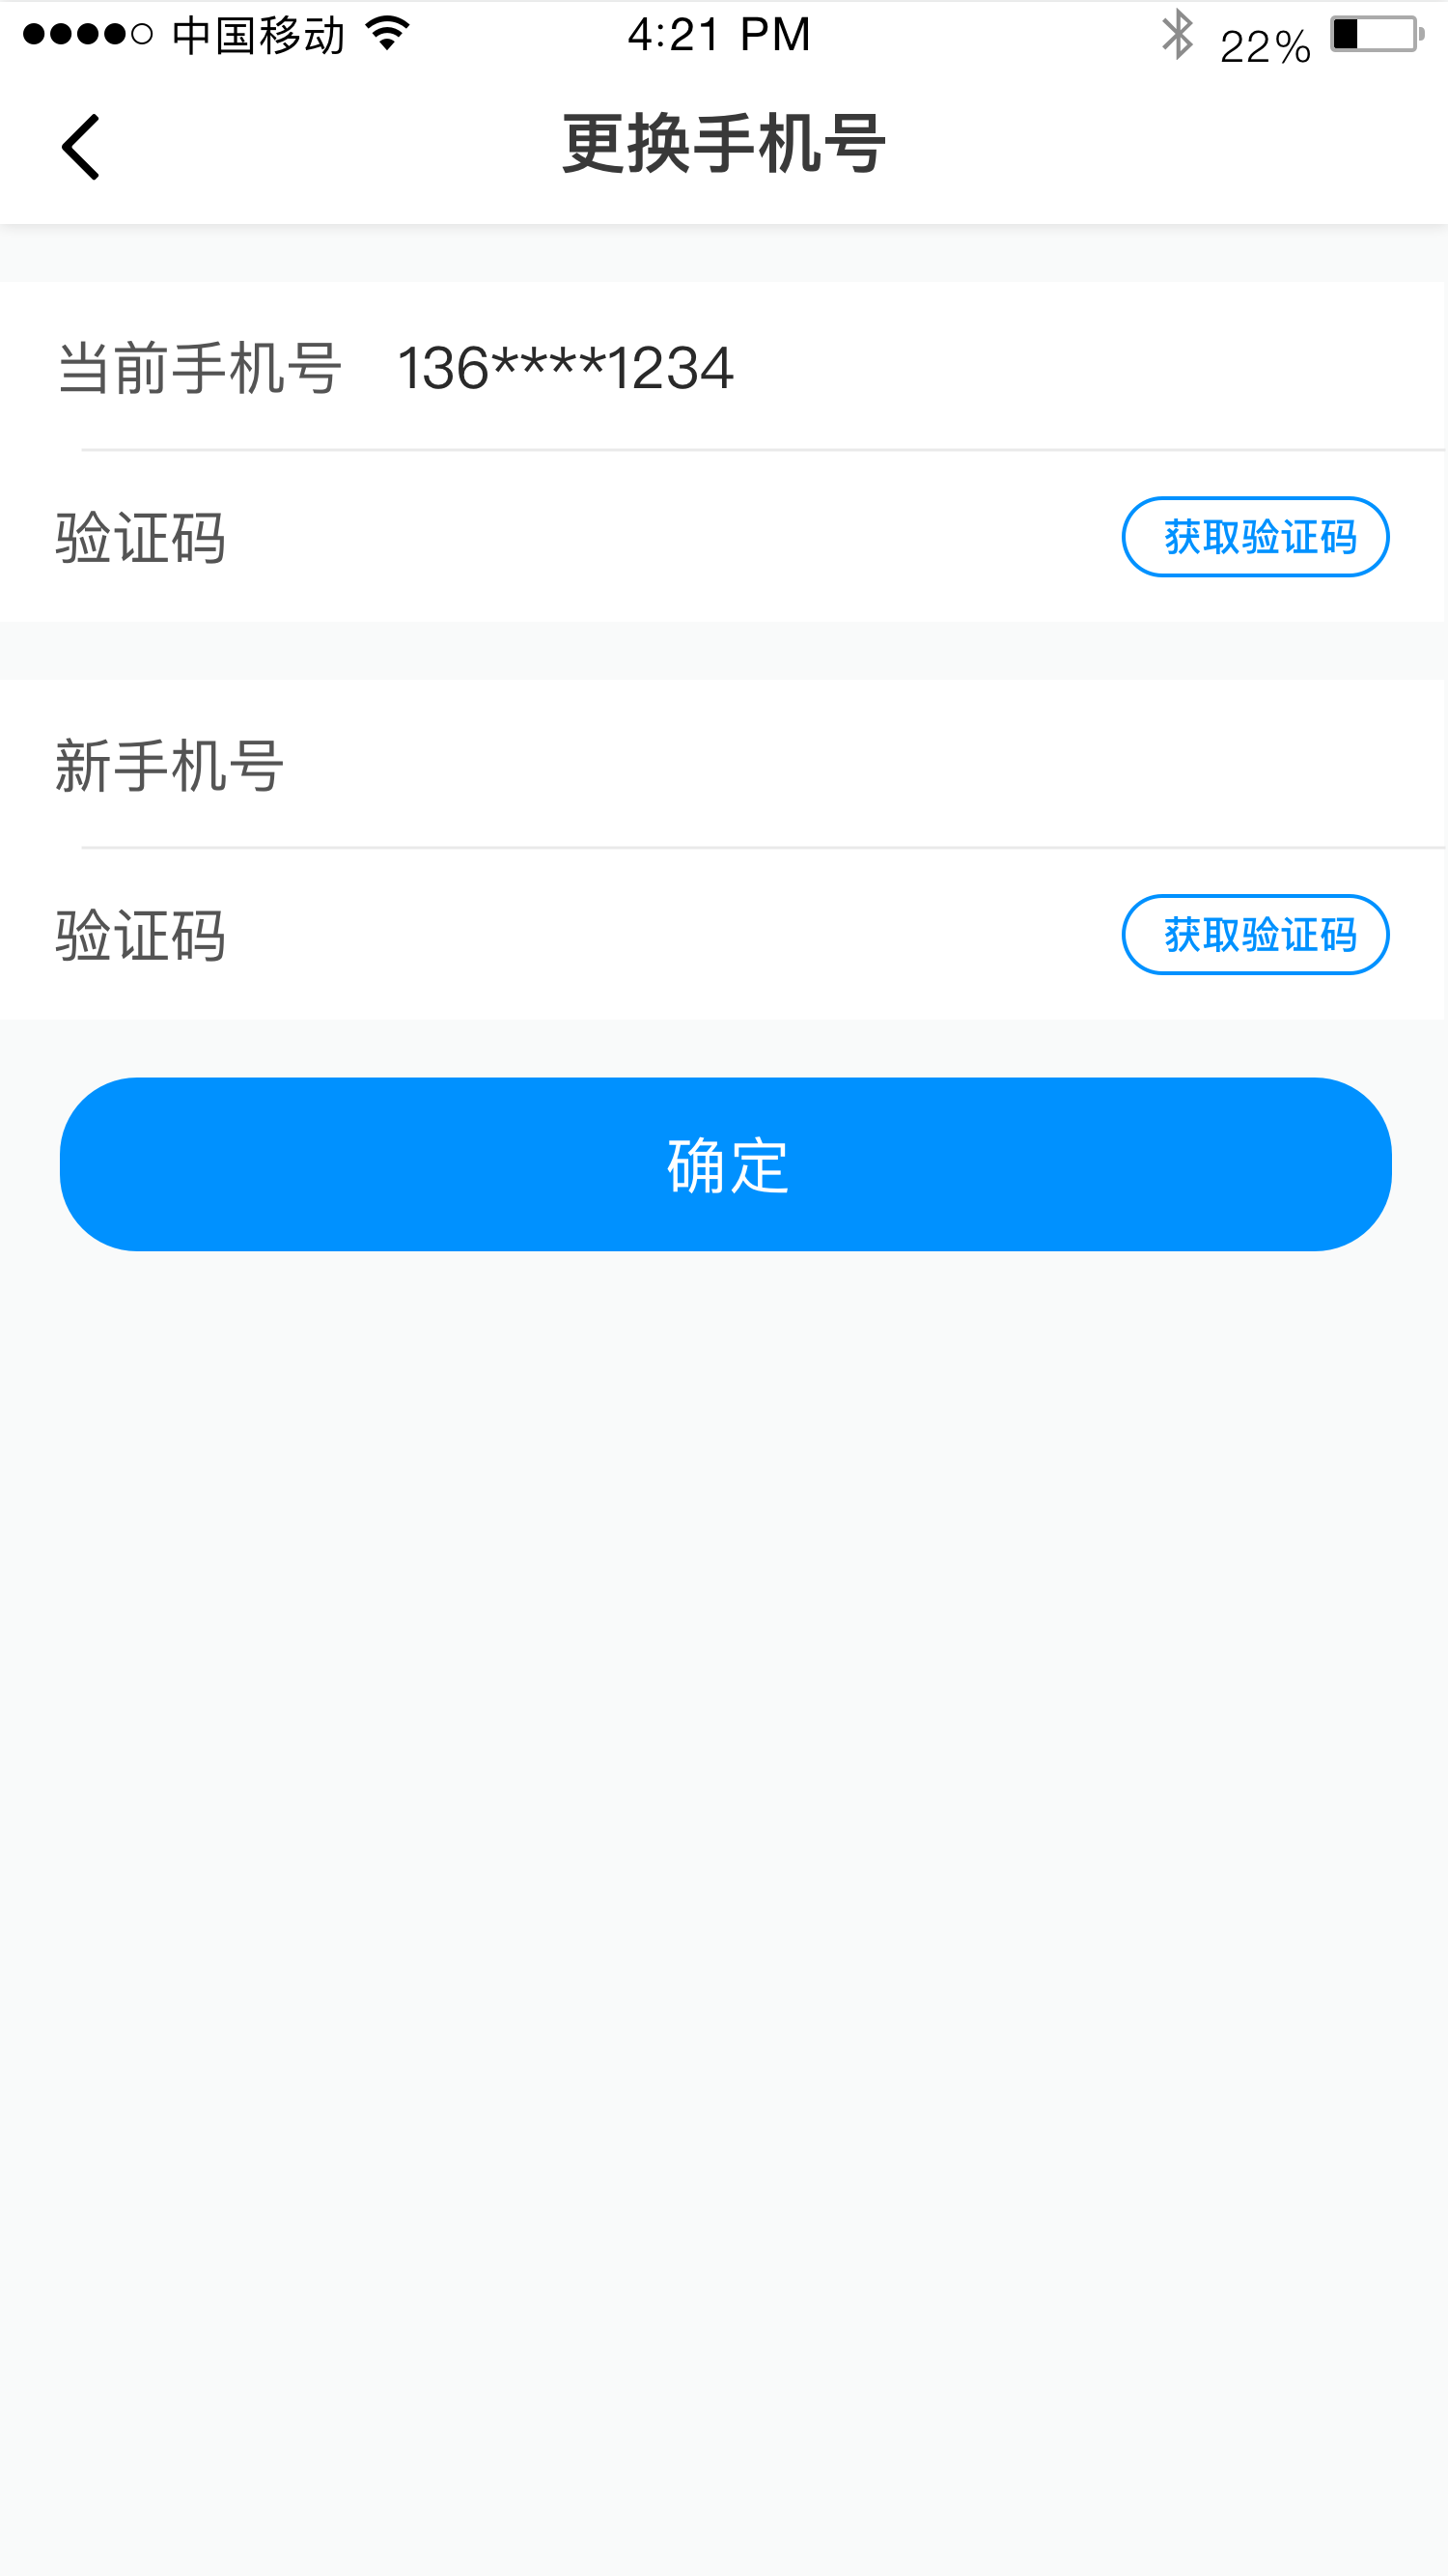 中国移动 4:21 PM 22%
更换手机号
当前手机号 136****1234
验证码 获取验证码
新手机号
验证码 获取验证码
确定